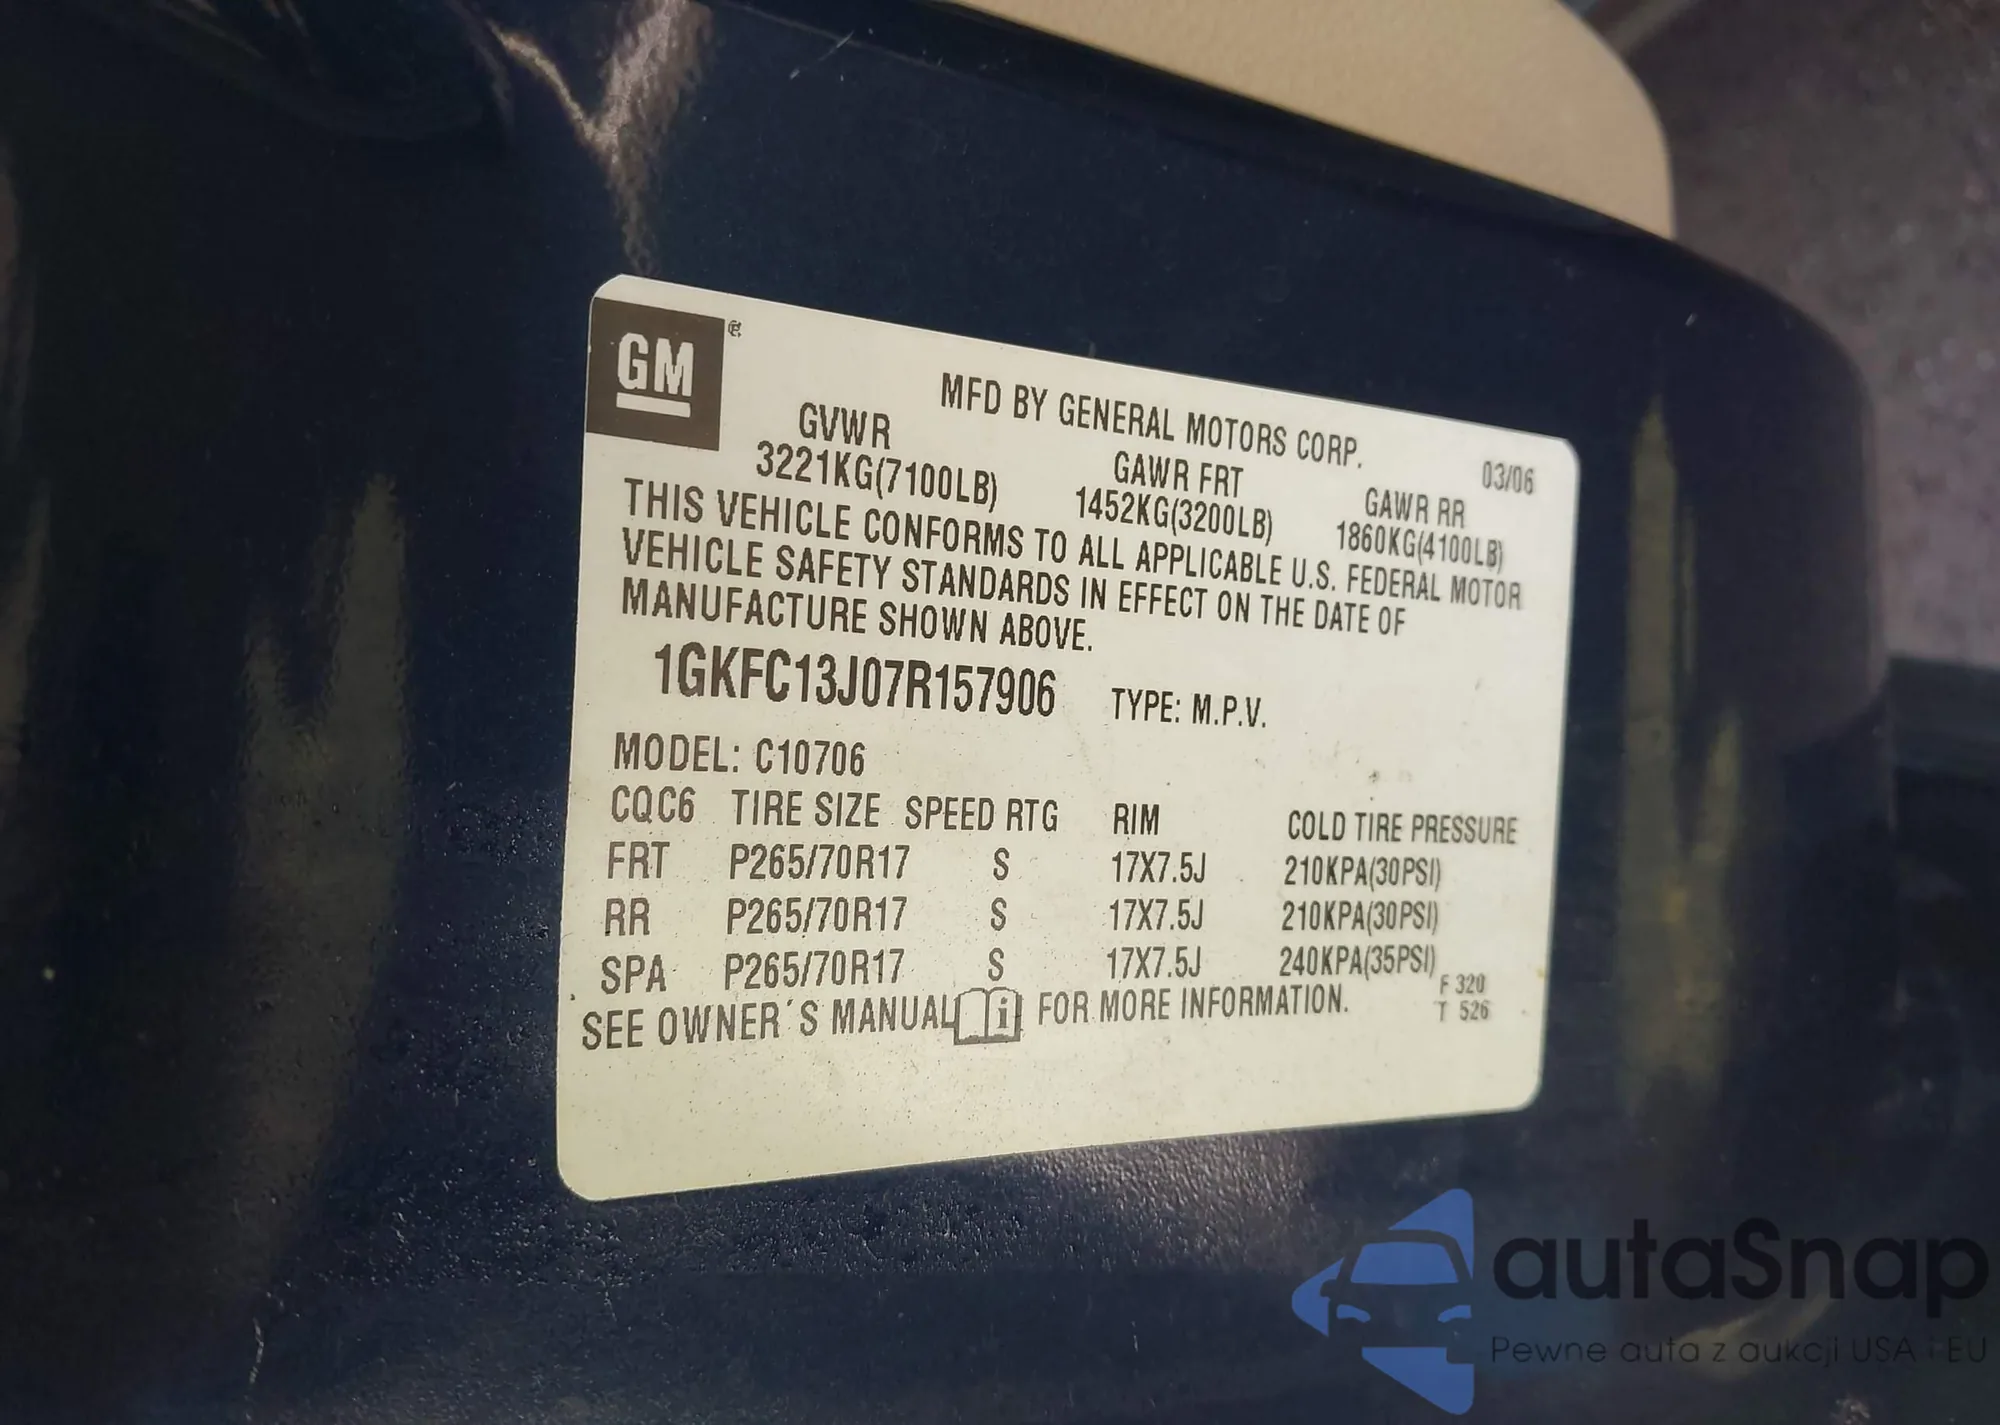 GM
MFD BY GENERAL MOTORS CORP. 03/06
GVWR GAWR FRT GAWR RR
3221KG(7100LB) 1452KG(3200LB) 1860KG(4100LB)
THIS VEHICLE CONFORMS TO ALL APPLICABLE U.S. FEDERAL MOTOR
VEHICLE SAFETY STANDARDS IN EFFECT ON THE DATE OF
MANUFACTURE SHOWN ABOVE.
1GKFC13J07R157906 TYPE: M.P.V.
MODEL: C10706
CQC6 TIRE SIZE SPEED RTG RIM COLD TIRE PRESSURE
FRT P265/70R17 S 17X7.5J 210KPA(30PSI)
RR P265/70R17 S 17X7.5J 210KPA(30PSI)
SPA P265/70R17 S 17X7.5J 240KPA(35PSI)
F 320
SEE OWNER´S MANUAL i FOR MORE INFORMATION. T 526
autaSnap
Pewne auta z aukcji USA i EU